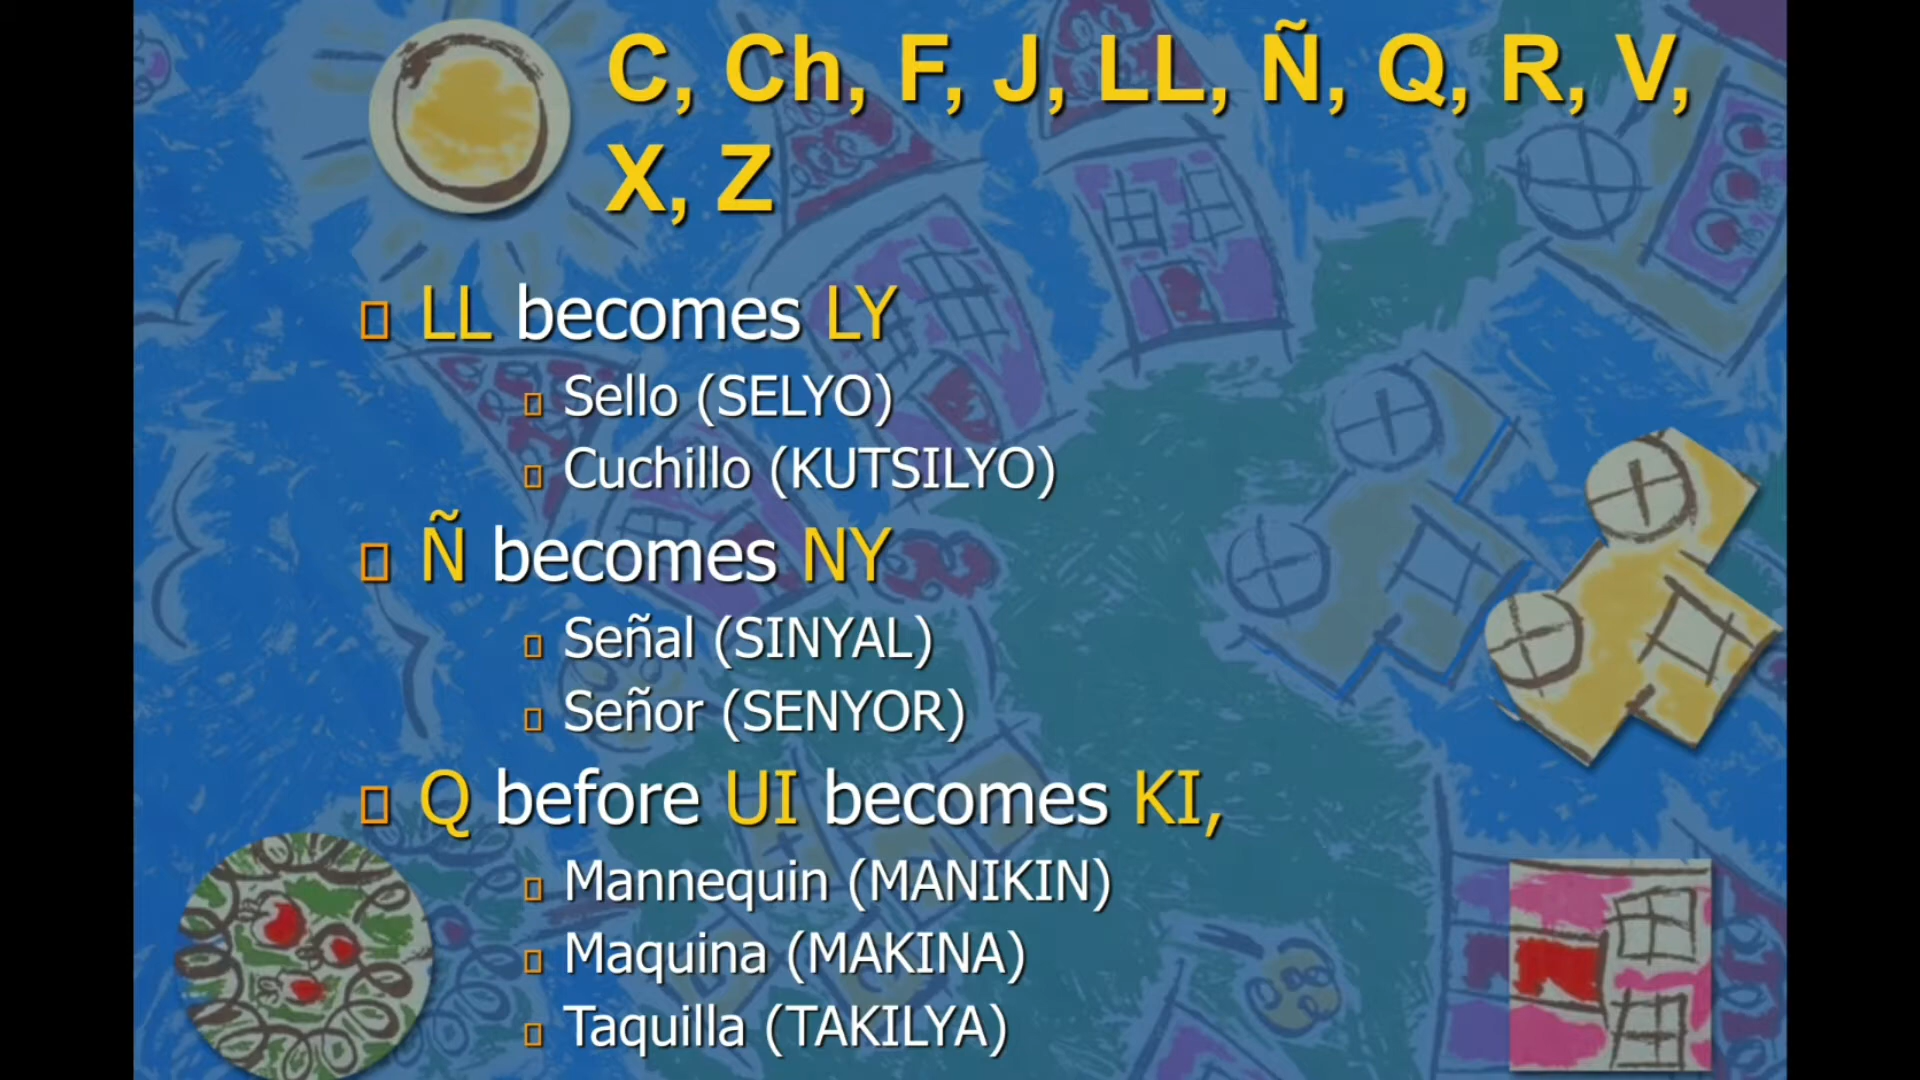 C, Ch, F, J, LL, Ñ, Q, R, V,
X, Z
LL becomes LY
Sello (SELYO)
Cuchillo (KUTSILYO)
Ñ becomes NY
Señal (SINYAL)
Señor (SENYOR)
Q before UI becomes KI,
Mannequin (MANIKIN)
Maquina (MAKINA)
Taquilla (TAKILYA)